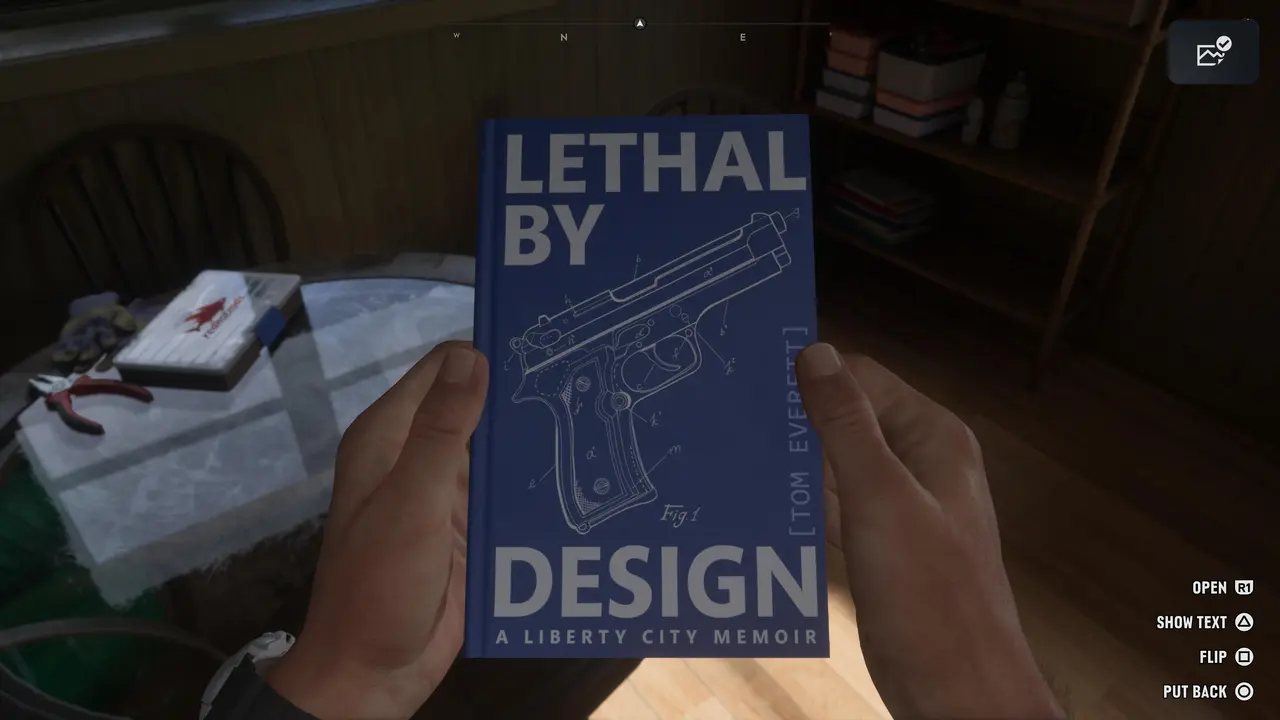 W
N
E
LETHAL
BY
Fig 1
[TOM EVERETT]
DESIGN
A LIBERTY CITY MEMOIR
OPEN R1
SHOW TEXT
FLIP
PUT BACK